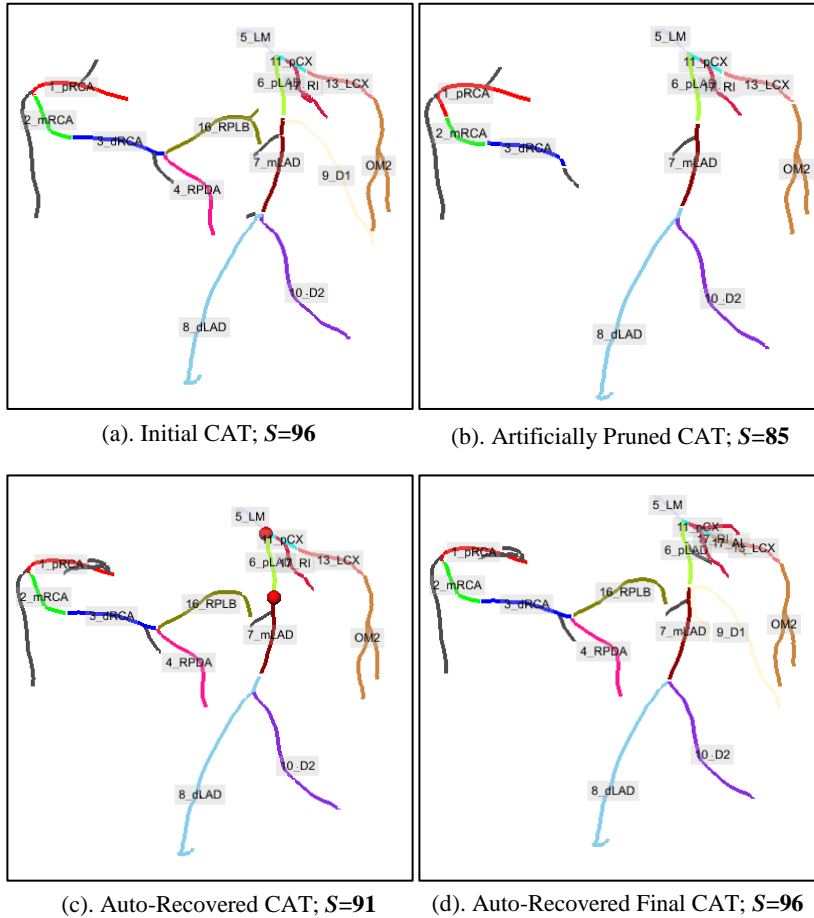 5_LM
11_pCX
6_pLAD
17_RI
13_LCX
1_pRCA
2_mRCA
3_dRCA
16_RPLB
7_mLAD
4_RPDA
9_D1
OM2
10_D2
8_dLAD
(a). Initial CAT; S=96
5_LM
11_pCX
6_pLAD
17_RI
13_LCX
1_pRCA
2_mRCA
3_dRCA
7_mLAD
OM2
10_D2
8_dLAD
(b). Artificially Pruned CAT; S=85
5_LM
11_pCX
6_pLAD
17_RI
13_LCX
1_pRCA
2_mRCA
3_dRCA
16_RPLB
7_mLAD
4_RPDA
OM2
10_D2
8_dLAD
(c). Auto-Recovered CAT; S=91
5_LM
11_pCX
17_RI
17_AL
6_pLAD
13_LCX
1_pRCA
2_mRCA
3_dRCA
16_RPLB
7_mLAD
9_D1
4_RPDA
OM2
10_D2
8_dLAD
(d). Auto-Recovered Final CAT; S=96